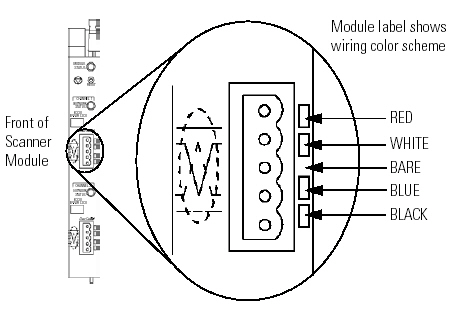 Module label shows
wiring color scheme
Front of
Scanner
Module
RED
WHITE
BARE
BLUE
BLACK